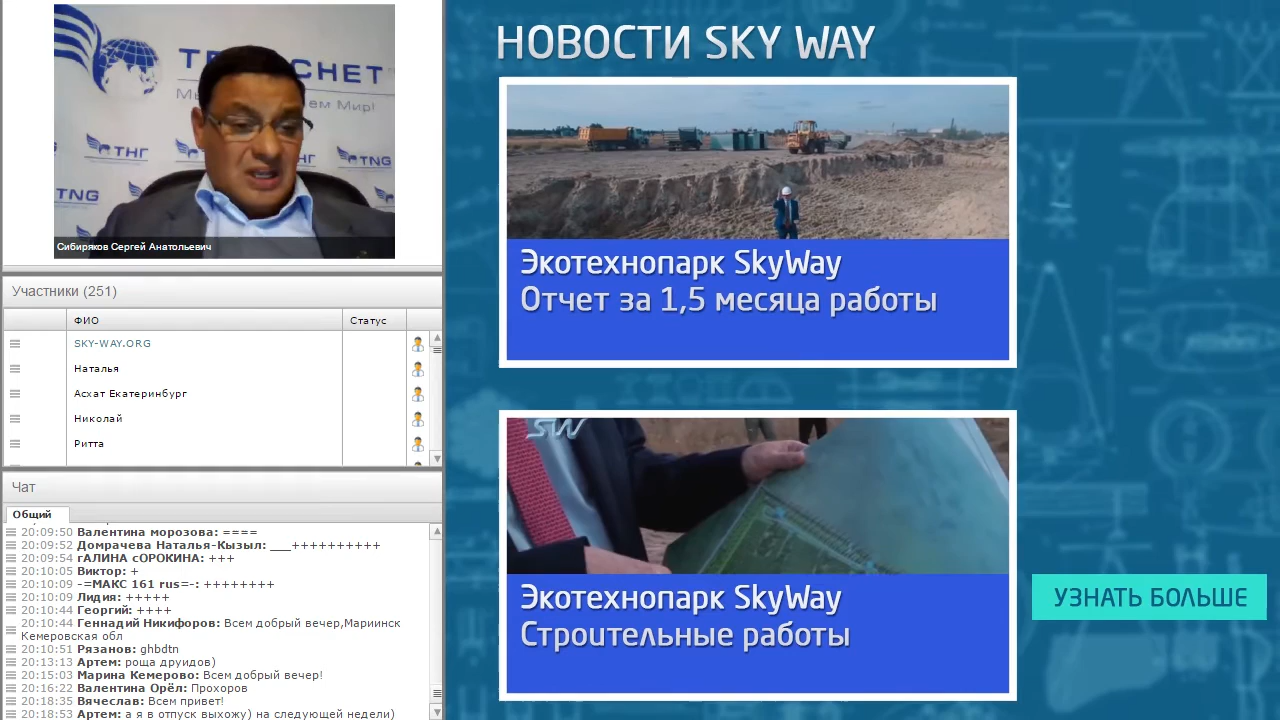 ТНГ
TNG
TNG
Сибиряков Сергей Анатольевич
Участники (251)
ФИО
Статус
SKY-WAY.ORG
Наталья
Асхат Екатеринбург
Николай
Ритта
Чат
Общий
20:09:50 Валентина морозова: ====
20:09:52 Домрачева Наталья-Кызыл: ___++++++++++
20:09:54 гАЛИНА сОРОКИНА: +++
20:10:05 Виктор: +
20:10:09 -=МАКС 161 rus=-: ++++++++
20:10:09 Лидия: +++++
20:10:44 Георгий: ++++
20:10:44 Геннадий Никифоров: Всем добрый вечер,Мариинск
Кемеровская обл
20:10:51 Рязанов: ghbdtn
20:13:13 Артем: роща друидов)
20:15:03 Марина Кемерово: Всем добрый вечер!
20:16:22 Валентина Орёл: Прохоров
20:18:35 Вячеслав: Всем привет!
20:18:53 Артем: а я в отпуск выхожу) на следующей недели)
НОВОСТИ SKY WAY
Экотехнопарк SkyWay
Отчет за 1,5 месяца работы
SW
Экотехнопарк SkyWay
Строительные работы
УЗНАТЬ БОЛЬШЕ